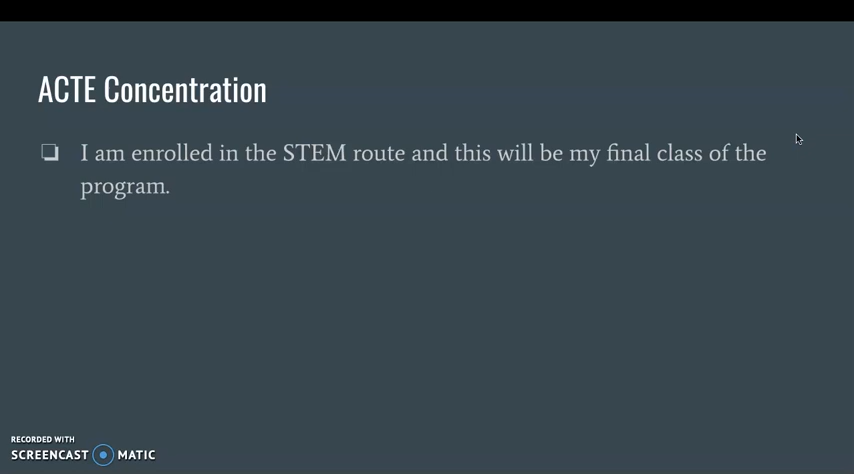 ACTE Concentration
I am enrolled in the STEM route and this will be my final class of the
program.
RECORDED WITH
SCREENCAST MATIC